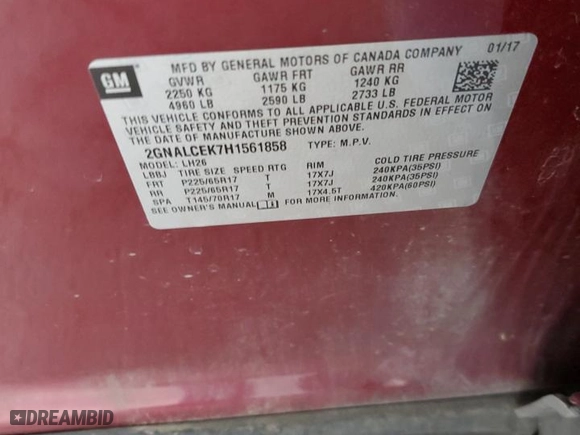 GM
MFD BY GENERAL MOTORS OF CANADA COMPANY 01/17
GVWR GAWR FRT GAWR RR
2250 KG 1175 KG 1240 KG
4960 LB 2590 LB 2733 LB
THIS VEHICLE CONFORMS TO ALL APPLICABLE U.S. FEDERAL MOTOR
VEHICLE SAFETY AND THEFT PREVENTION STANDARDS IN EFFECT ON
THE DATE OF MANUFACTURE SHOWN ABOVE.
2GNALCEK7H1561858 TYPE: M.P.V.
MODEL: LH26
LBBJ TIRE SIZE SPEED RTG RIM COLD TIRE PRESSURE
FRT P225/65R17 T 17X7J 240KPA(35PSI)
RR P225/65R17 T 17X7J 240KPA(35PSI)
SPA T145/70R17 M 17X4.5T 420KPA(60PSI)
SEE OWNER'S MANUAL FOR MORE INFORMATION.
DREAMBID